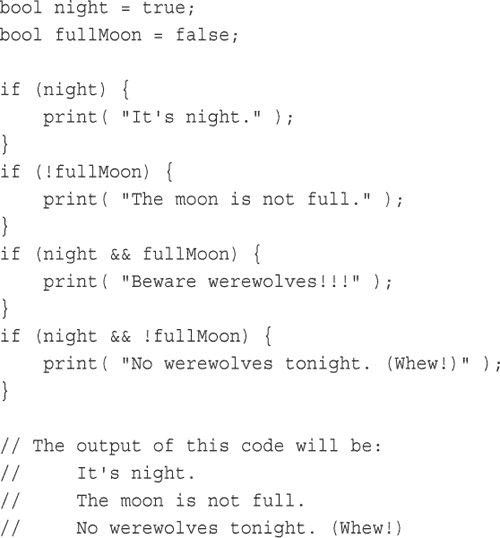 bool night = true;
bool fullMoon = false;

if (night) {
    print( "It's night." );
}
if (!fullMoon) {
    print( "The moon is not full." );
}
if (night && fullMoon) {
    print( "Beware werewolves!!!" );
}
if (night && !fullMoon) {
    print( "No werewolves tonight. (Whew!)" );
}

// The output of this code will be:
//     It's night.
//     The moon is not full.
//     No werewolves tonight. (Whew!)